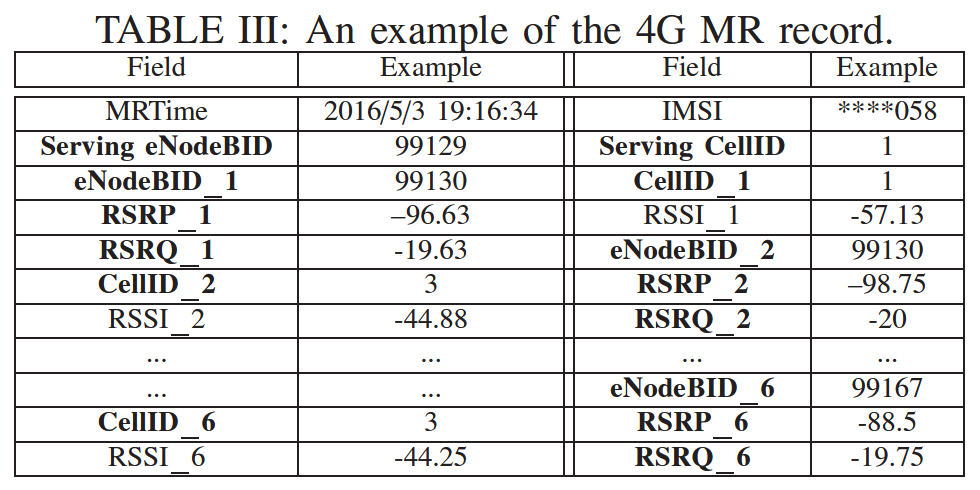 TABLE III: An example of the 4G MR record.
Field Example Field Example
MRTime 2016/5/3 19:16:34 IMSI ****058
Serving eNodeBID 99129 Serving CellID 1
eNodeBID_1 99130 CellID_1 1
RSRP_1 –96.63 RSSI_1 -57.13
RSRQ_1 -19.63 eNodeBID_2 99130
CellID_2 3 RSRP_2 –98.75
RSSI_2 -44.88 RSRQ_2 -20
... ... ... ...
... ... eNodeBID_6 99167
CellID_6 3 RSRP_6 -88.5
RSSI_6 -44.25 RSRQ_6 -19.75